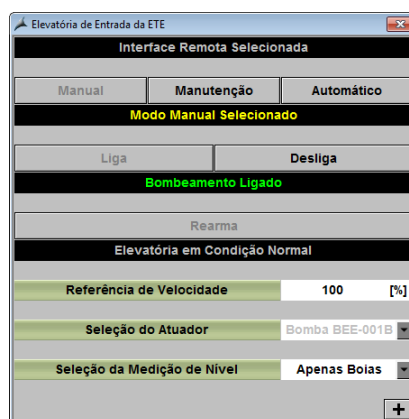 Elevatória de Entrada da ETE
Interface Remota Selecionada
Manual Manutenção Automático
Modo Manual Selecionado
Liga Desliga
Bombeamento Ligado
Rearma
Elevatória em Condição Normal
Referência de Velocidade 100 [%]
Seleção do Atuador Bomba BEE-001B
Seleção da Medição de Nível Apenas Boias
+